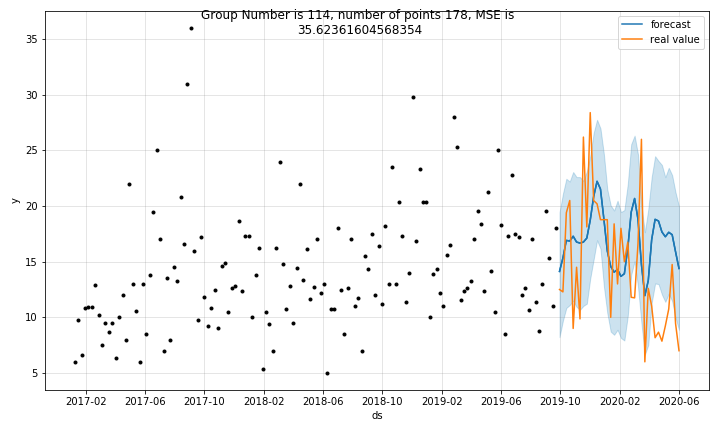 Group Number is 114, number of points 178, MSE is
35.62361604568354
forecast
real value
35
30
25
20
15
10
5
y
2017-02 2017-06 2017-10 2018-02 2018-06 2018-10 2019-02 2019-06 2019-10 2020-02 2020-06
ds